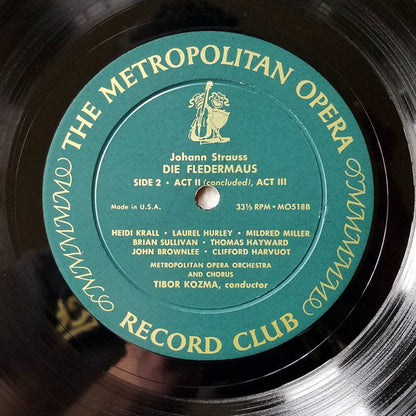 THE METROPOLITAN OPERA
Johann Strauss
DIE FLEDERMAUS
SIDE 2 • ACT II (concluded), ACT III
Made in U.S.A.
33⅓ RPM • MO518B
HEIDI KRALL • LAUREL HURLEY • MILDRED MILLER
BRIAN SULLIVAN • THOMAS HAYWARD
JOHN BROWNLEE • CLIFFORD HARVUOT
METROPOLITAN OPERA ORCHESTRA
AND CHORUS
TIBOR KOZMA, conductor
RECORD CLUB